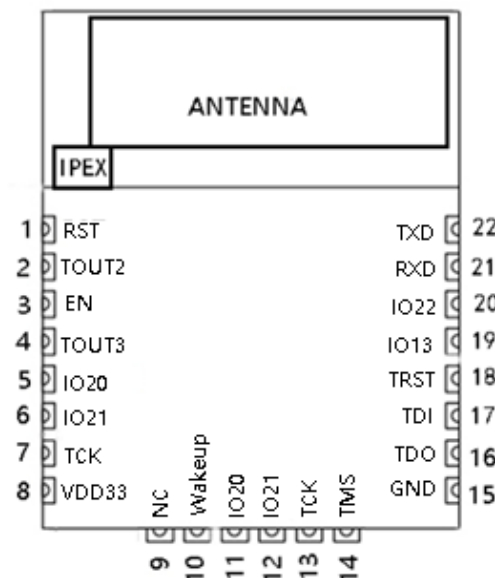 ANTENNA
IPEX
1 RST
2 TOUT2
3 EN
4 TOUT3
5 IO20
6 IO21
7 TCK
8 VDD33
9 NC
10 Wakeup
11 IO20
12 IO21
13 TCK
14 TMS
TXD 22
RXD 21
IO22 20
IO13 19
TRST 18
TDI 17
TDO 16
GND 15